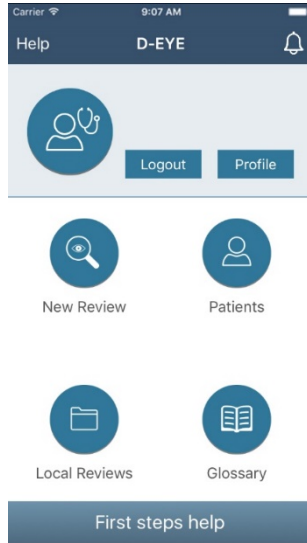 Carrier 9:07 AM
Help D-EYE
Logout Profile
New Review Patients
Local Reviews Glossary
First steps help